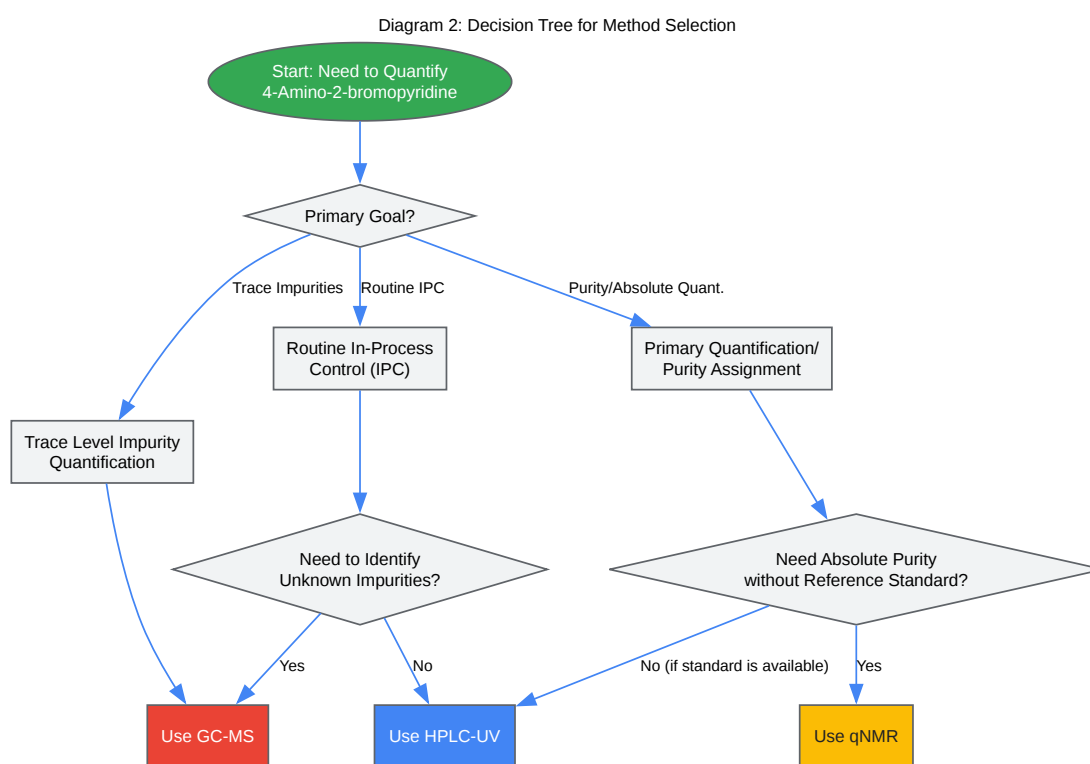 Diagram 2: Decision Tree for Method Selection
Start: Need to Quantify
4-Amino-2-bromopyridine
Primary Goal?
Trace Impurities
Routine IPC
Purity/Absolute Quant.
Routine In-Process
Control (IPC)
Primary Quantification/
Purity Assignment
Trace Level Impurity
Quantification
Need to Identify
Unknown Impurities?
Need Absolute Purity
without Reference Standard?
Yes
No
No (if standard is available)
Yes
Use GC-MS
Use HPLC-UV
Use qNMR